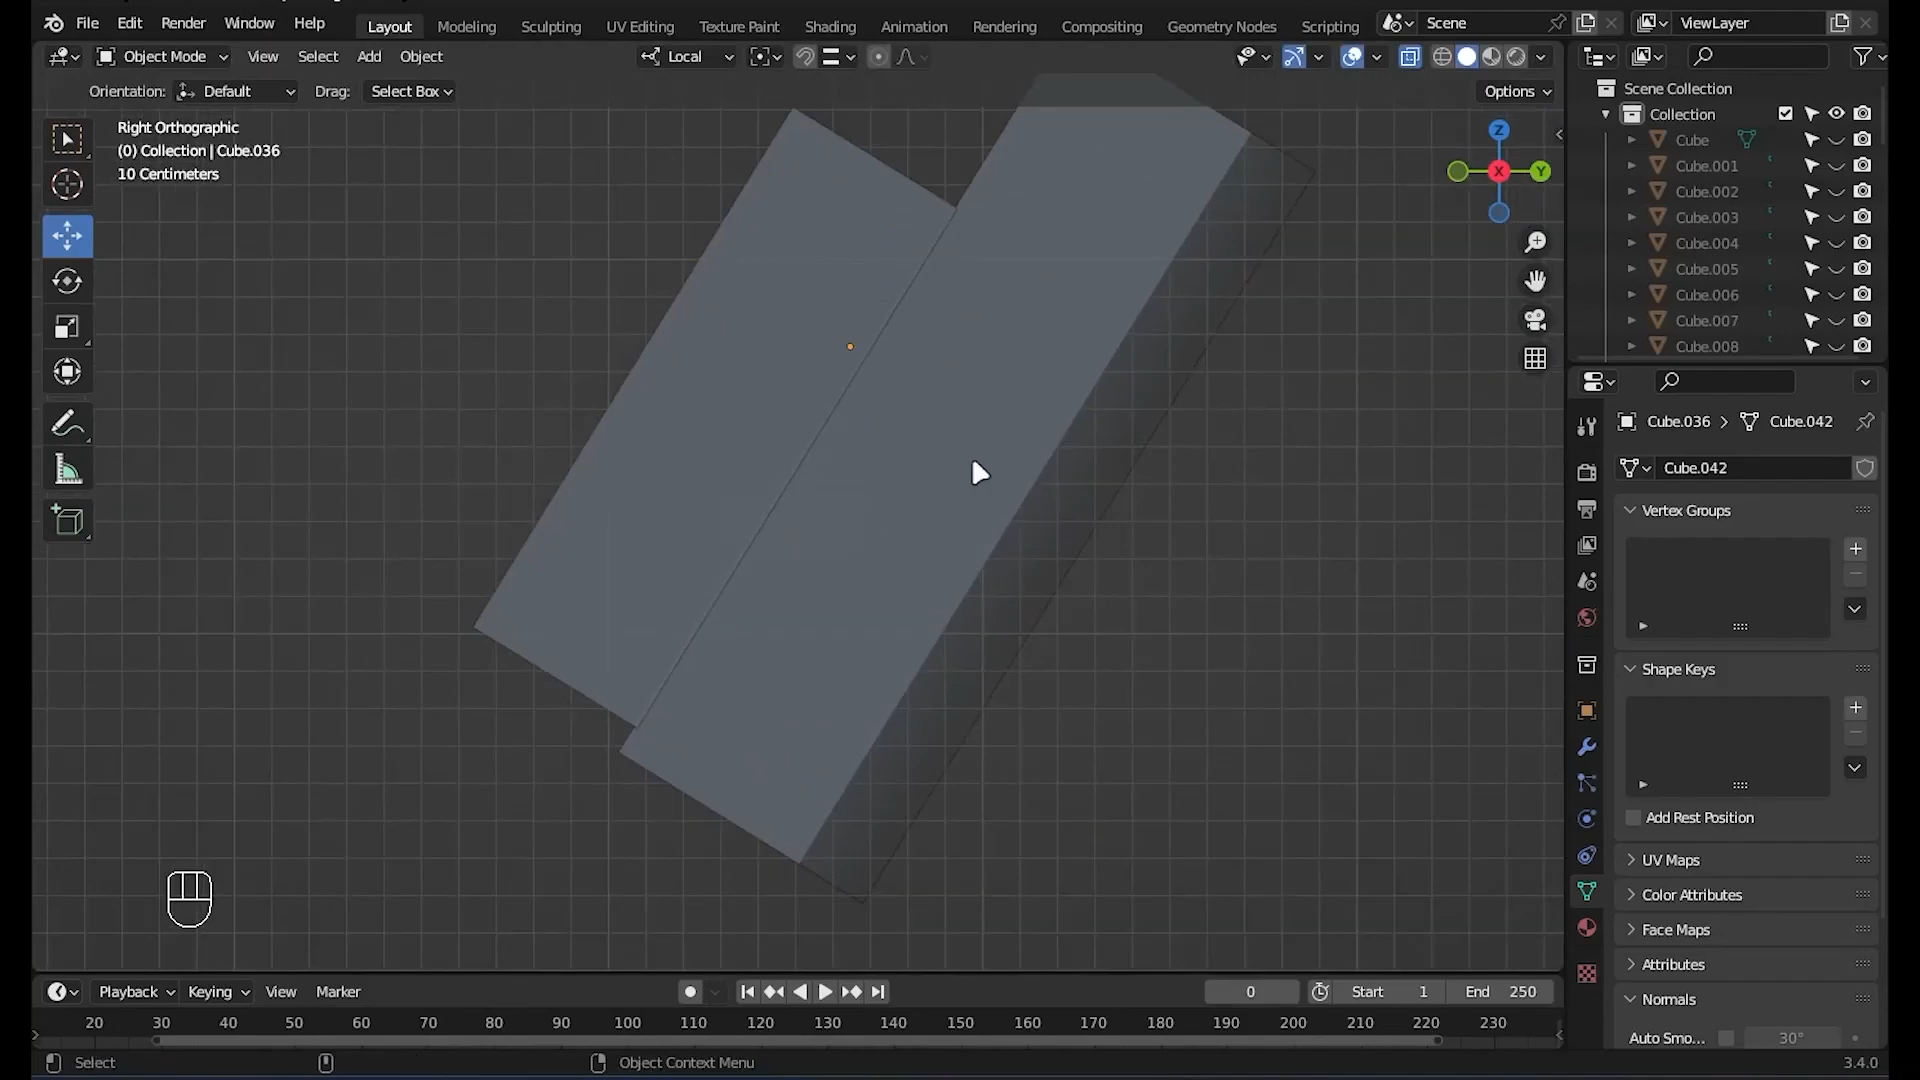 File Edit Render Window Help Layout Modeling Sculpting UV Editing Texture Paint Shading Animation Rendering Compositing Geometry Nodes Scripting Scene ViewLayer
Object Mode View Select Add Object Local
Orientation: Default Drag: Select Box Options
Right Orthographic
(0) Collection | Cube.036
10 Centimeters
Z
X
Y
Scene Collection
Collection
Cube
Cube.001
Cube.002
Cube.003
Cube.004
Cube.005
Cube.006
Cube.007
Cube.008
Cube.036 Cube.042
Cube.042
Vertex Groups
Shape Keys
Add Rest Position
UV Maps
Color Attributes
Face Maps
Attributes
Normals
Auto Smo... 30°
Playback Keying View Marker 0 Start 1 End 250
20 30 40 50 60 70 80 90 100 110 120 130 140 150 160 170 180 190 200 210 220 230
Select Object Context Menu 3.4.0